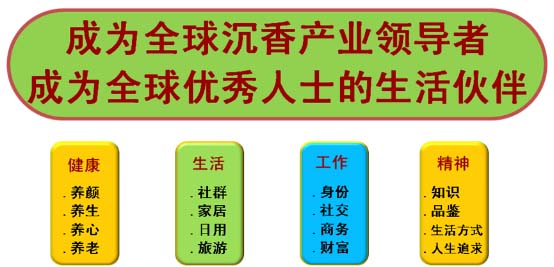 成为全球沉香产业领导者
成为全球优秀人士的生活伙伴
健康
. 养颜
. 养生
. 养心
. 养老
生活
. 社群
. 家居
. 日用
. 旅游
工作
. 身份
. 社交
. 商务
. 财富
精神
. 知识
. 品鉴
. 生活方式
. 人生追求